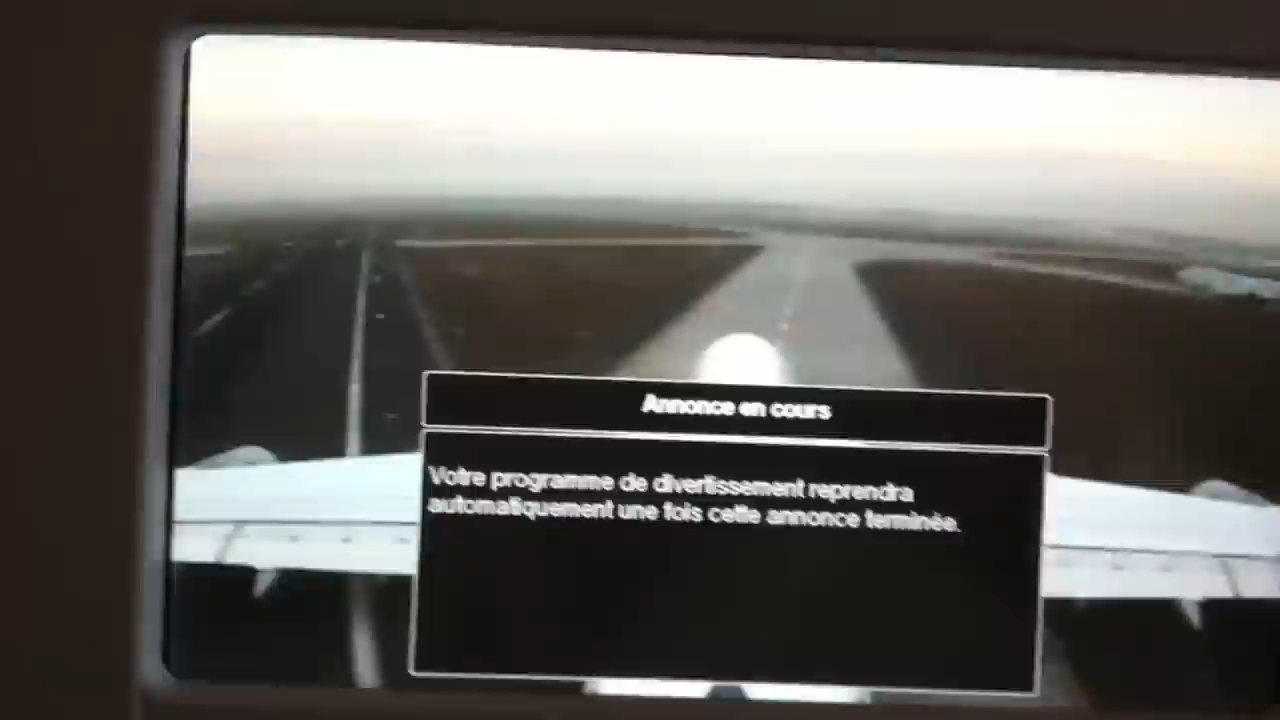 Annonce en cours
Votre programme de divertissement reprendra
automatiquement une fois cette annonce terminée.